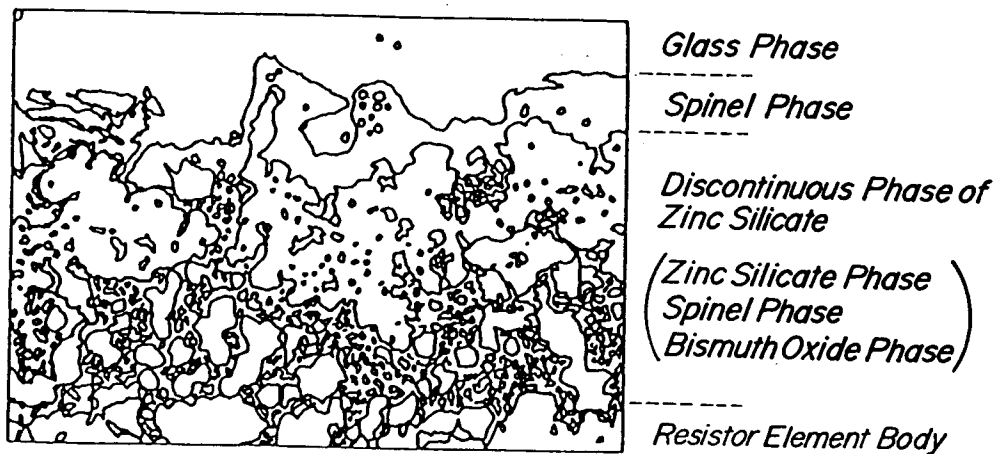 Glass Phase
Spinel Phase
Discontinuous Phase of
Zinc Silicate
(Zinc Silicate Phase
Spinel Phase
Bismuth Oxide Phase)
Resistor Element Body